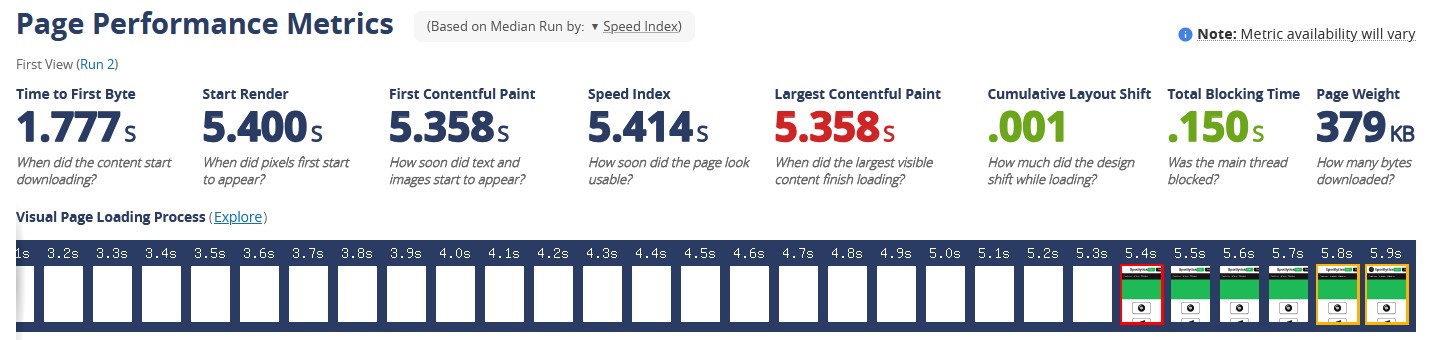 Page Performance Metrics (Based on Median Run by: ▼ Speed Index)
Note: Metric availability will vary
First View (Run 2)
Time to First Byte
1.777s
When did the content start
downloading?
Start Render
5.400s
When did pixels first start
to appear?
First Contentful Paint
5.358s
How soon did text and
images start to appear?
Speed Index
5.414s
How soon did the page look
usable?
Largest Contentful Paint
5.358s
When did the largest visible
content finish loading?
Cumulative Layout Shift
.001
How much did the design
shift while loading?
Total Blocking Time
.150s
Was the main thread
blocked?
Page Weight
379KB
How many bytes
downloaded?
Visual Page Loading Process (Explore)
1s 3.2s 3.3s 3.4s 3.5s 3.6s 3.7s 3.8s 3.9s 4.0s 4.1s 4.2s 4.3s 4.4s 4.5s 4.6s 4.7s 4.8s 4.9s 5.0s 5.1s 5.2s 5.3s 5.4s 5.5s 5.6s 5.7s 5.8s 5.9s